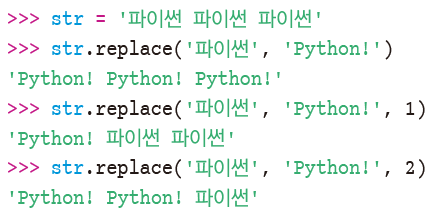 >>> str = '파이썬 파이썬 파이썬'
>>> str.replace('파이썬', 'Python!')
'Python! Python! Python!'
>>> str.replace('파이썬', 'Python!', 1)
'Python! 파이썬 파이썬'
>>> str.replace('파이썬', 'Python!', 2)
'Python! Python! 파이썬'